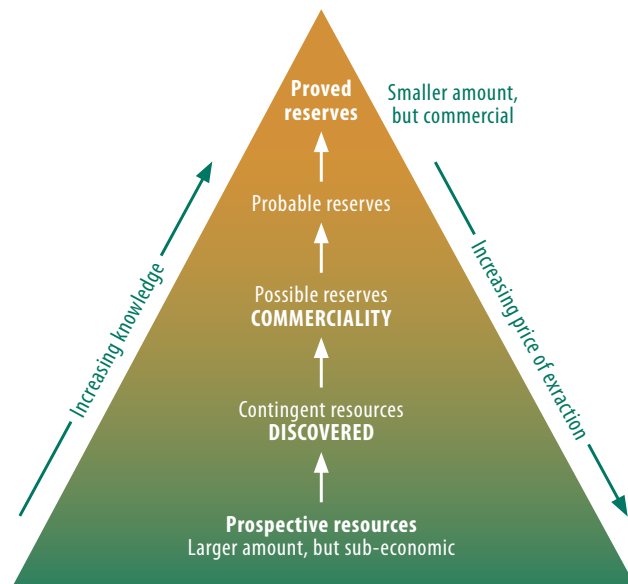 Proved
reserves
Smaller amount,
but commercial
Probable reserves
Increasing knowledge
Increasing price of exraction
Possible reserves
COMMERCIALITY
Contingent resources
DISCOVERED
Prospective resources
Larger amount, but sub-economic